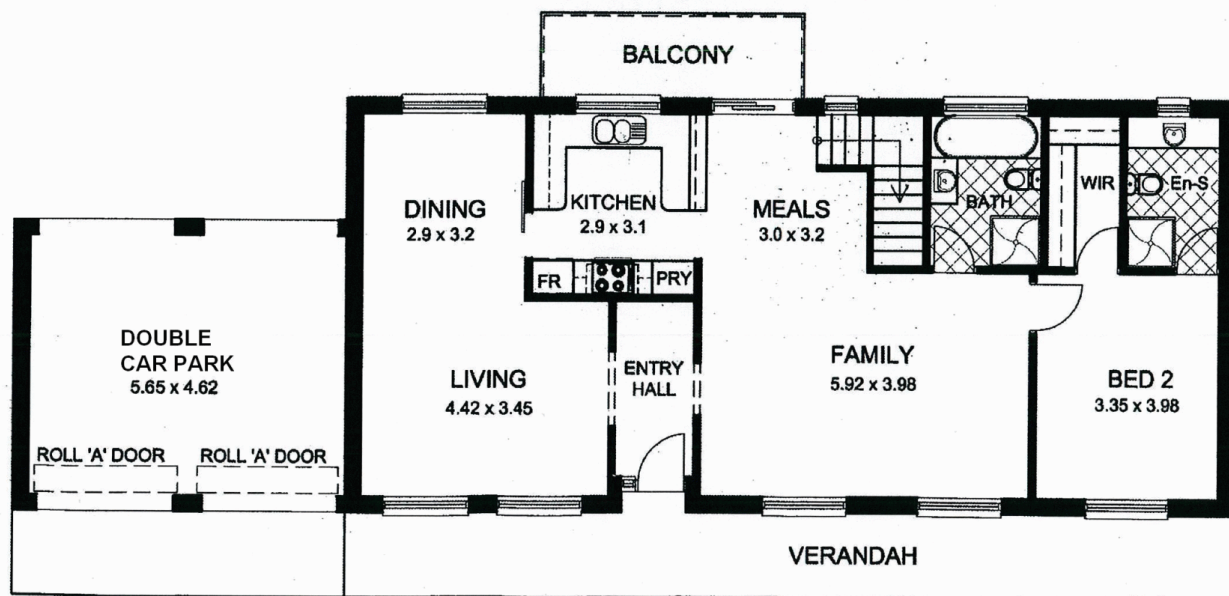 BALCONY
DINING
2.9 x 3.2
KITCHEN
2.9 x 3.1
MEALS
3.0 x 3.2
BATH
WIR
En-S
FR
PRY
DOUBLE
CAR PARK
5.65 x 4.62
LIVING
4.42 x 3.45
ENTRY
HALL
FAMILY
5.92 x 3.98
BED 2
3.35 x 3.98
ROLL 'A' DOOR
ROLL 'A' DOOR
VERANDAH